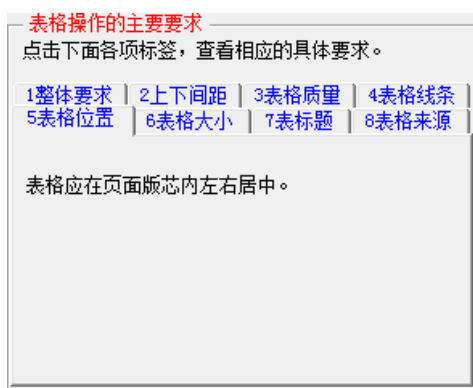 表格操作的主要要求
点击下面各项标签，查看相应的具体要求。
1整体要求 2上下间距 3表格质量 4表格线条
5表格位置 6表格大小 7表标题 8表格来源
表格应在页面版芯内左右居中。